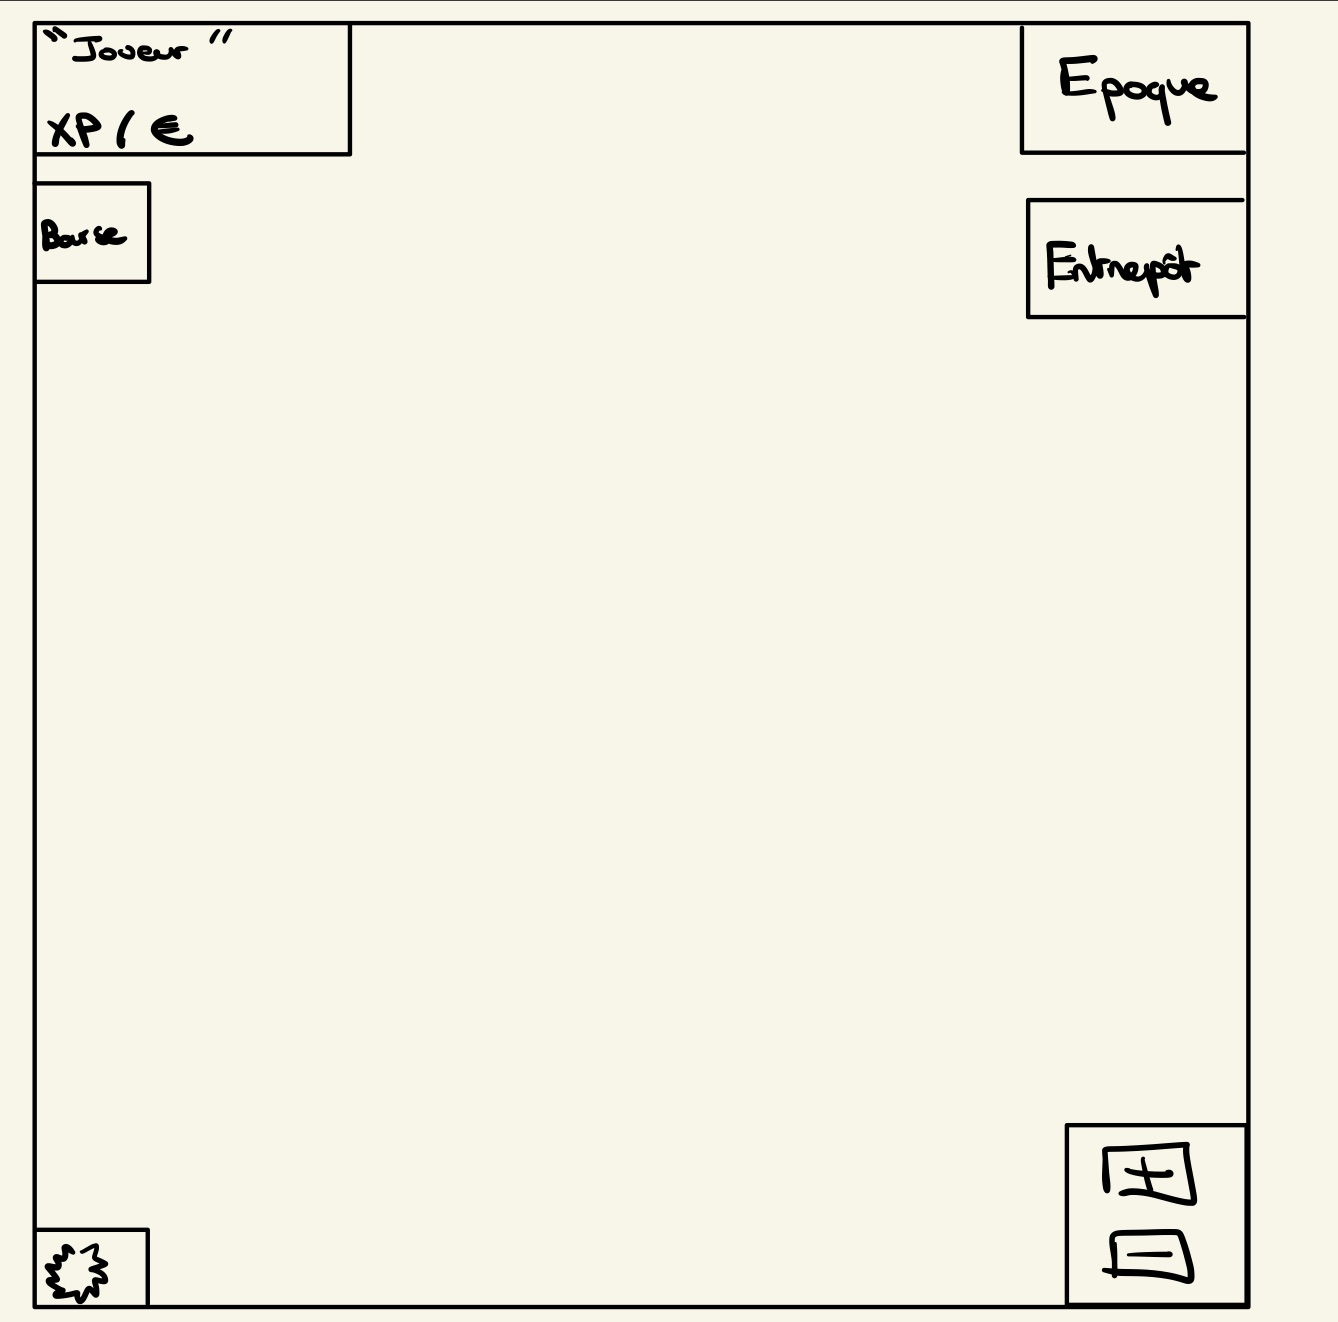 "Joueur"
XP / €
Bourse
Epoque
Entrepôt
+
-